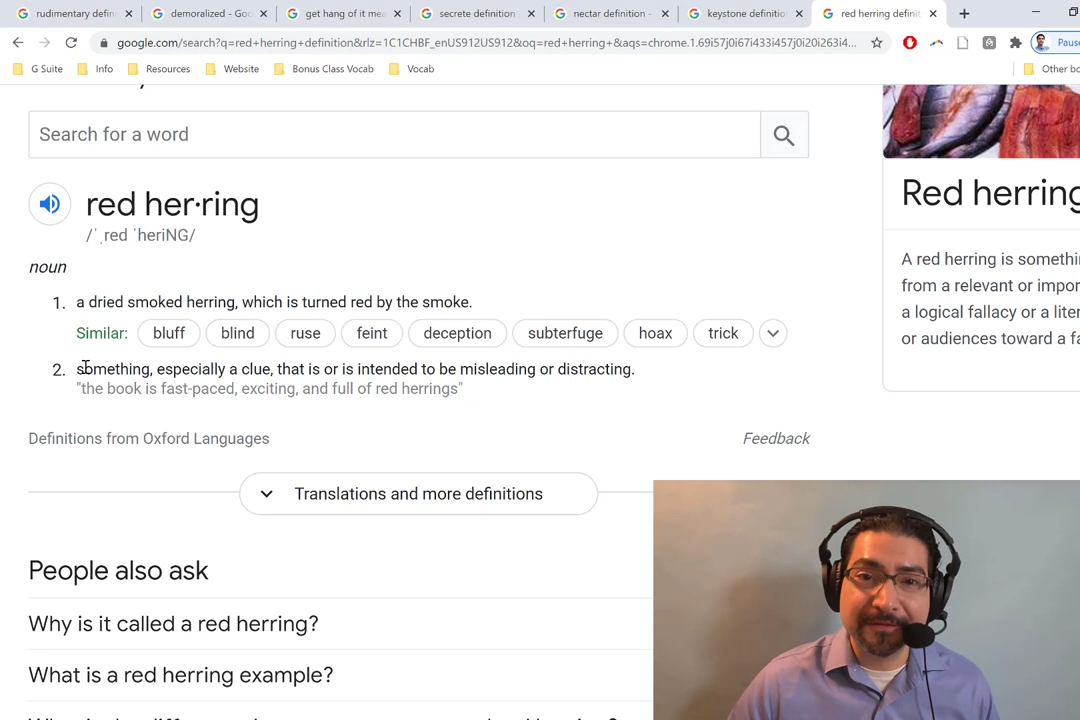 rudimentary defin
demoralized - Goo
get hang of it mea
secrete definition
nectar definition -
keystone definitio
red herring definit
google.com/search?q=red+herring+definition&rlz=1C1CHBF_enUS912US912&oq=red+herring+&aqs=chrome.1.69i57j0i67i433i457j0i20i263i4...
Pause
G Suite
Info
Resources
Website
Bonus Class Vocab
Vocab
Other bo
Search for a word
red her·ring
/ˈˌred ˈheriNG/
noun
1. a dried smoked herring, which is turned red by the smoke.
Similar: bluff blind ruse feint deception subterfuge hoax trick
2. something, especially a clue, that is or is intended to be misleading or distracting.
"the book is fast-paced, exciting, and full of red herrings"
Definitions from Oxford Languages
Feedback
Translations and more definitions
People also ask
Why is it called a red herring?
What is a red herring example?
Red herring
A red herring is somethi
from a relevant or impor
a logical fallacy or a liter
or audiences toward a fa